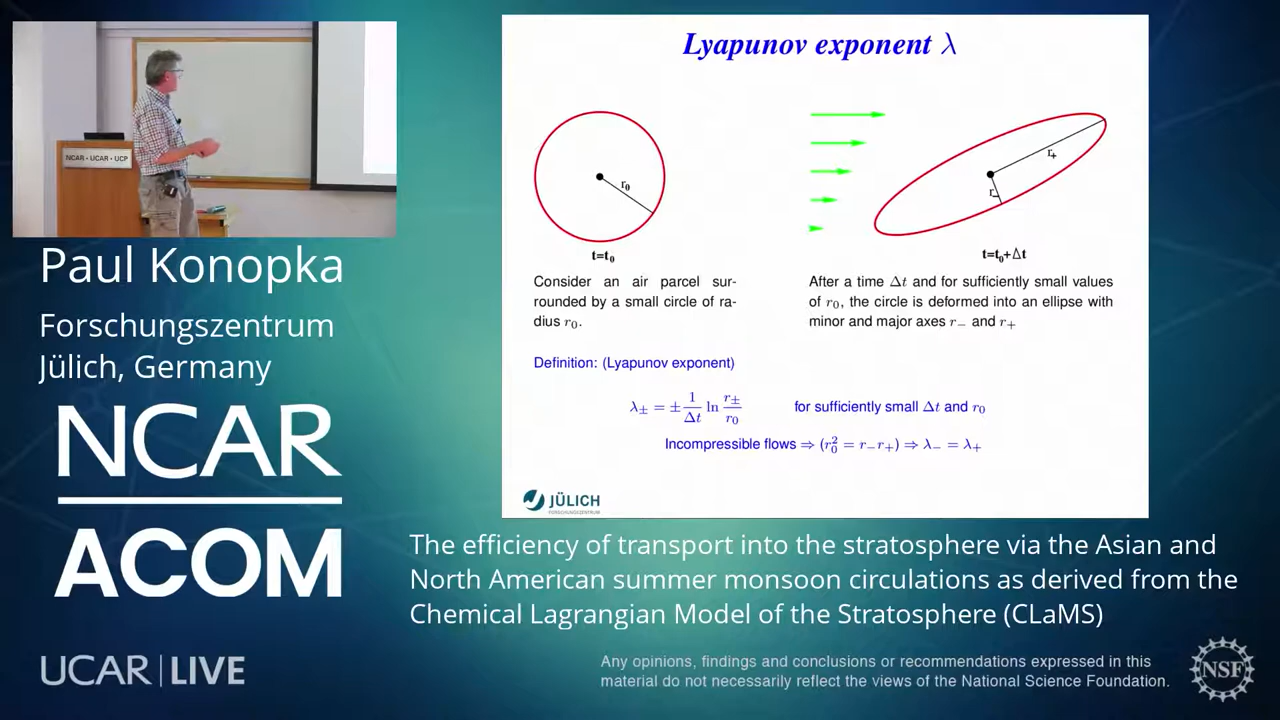 Lyapunov exponent λ
r₀
t=t₀
r₊
r₋
t=t₀+Δt
Consider an air parcel sur-
rounded by a small circle of ra-
dius r₀.
After a time Δt and for sufficiently small values
of r₀, the circle is deformed into an ellipse with
minor and major axes r₋ and r₊
Definition: (Lyapunov exponent)
λ± = ± 1/Δt ln r±/r₀ for sufficiently small Δt and r₀
Incompressible flows ⇒ (r₀² = r₋r₊) ⇒ λ₋ = λ₊
JÜLICH
FORSCHUNGSZENTRUM
NCAR • UCAR • UCP
Paul Konopka
Forschungszentrum
Jülich, Germany
NCAR
ACOM
UCAR | LIVE
The efficiency of transport into the stratosphere via the Asian and
North American summer monsoon circulations as derived from the
Chemical Lagrangian Model of the Stratosphere (CLaMS)
Any opinions, findings and conclusions or recommendations expressed in this
material do not necessarily reflect the views of the National Science Foundation.
NSF